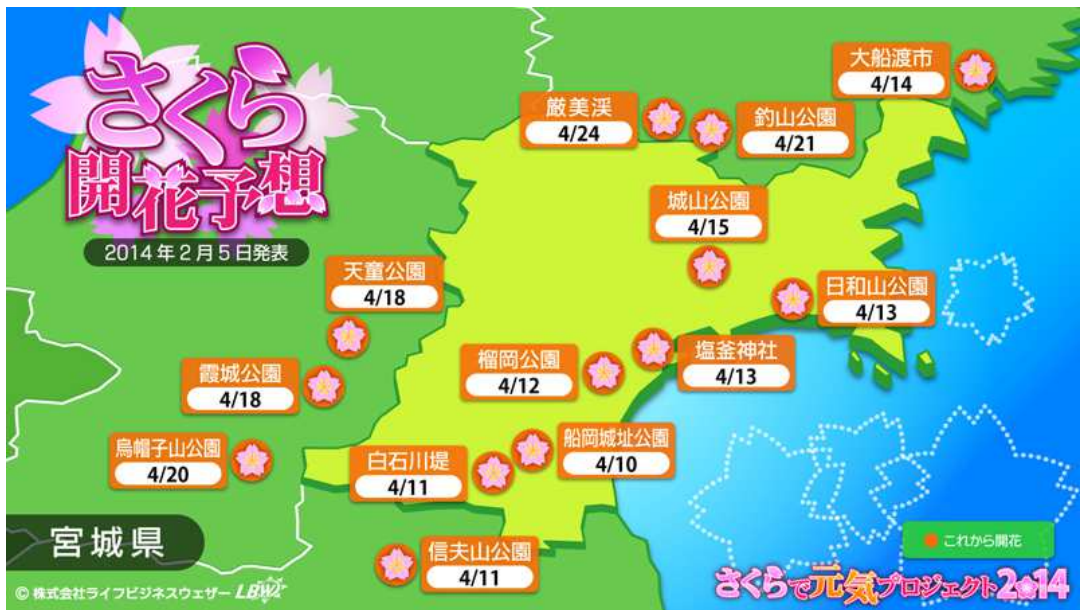 さくら
開花予想
2014年2月5日発表
大船渡市
4/14
厳美渓
4/24
釣山公園
4/21
城山公園
4/15
天童公園
4/18
日和山公園
4/13
塩釜神社
4/13
榴岡公園
4/12
霞城公園
4/18
船岡城址公園
4/10
烏帽子山公園
4/20
白石川堤
4/11
信夫山公園
4/11
宮城県
これから開花
© 株式会社ライフビジネスウェザー LBW
さくらで元気プロジェクト2014